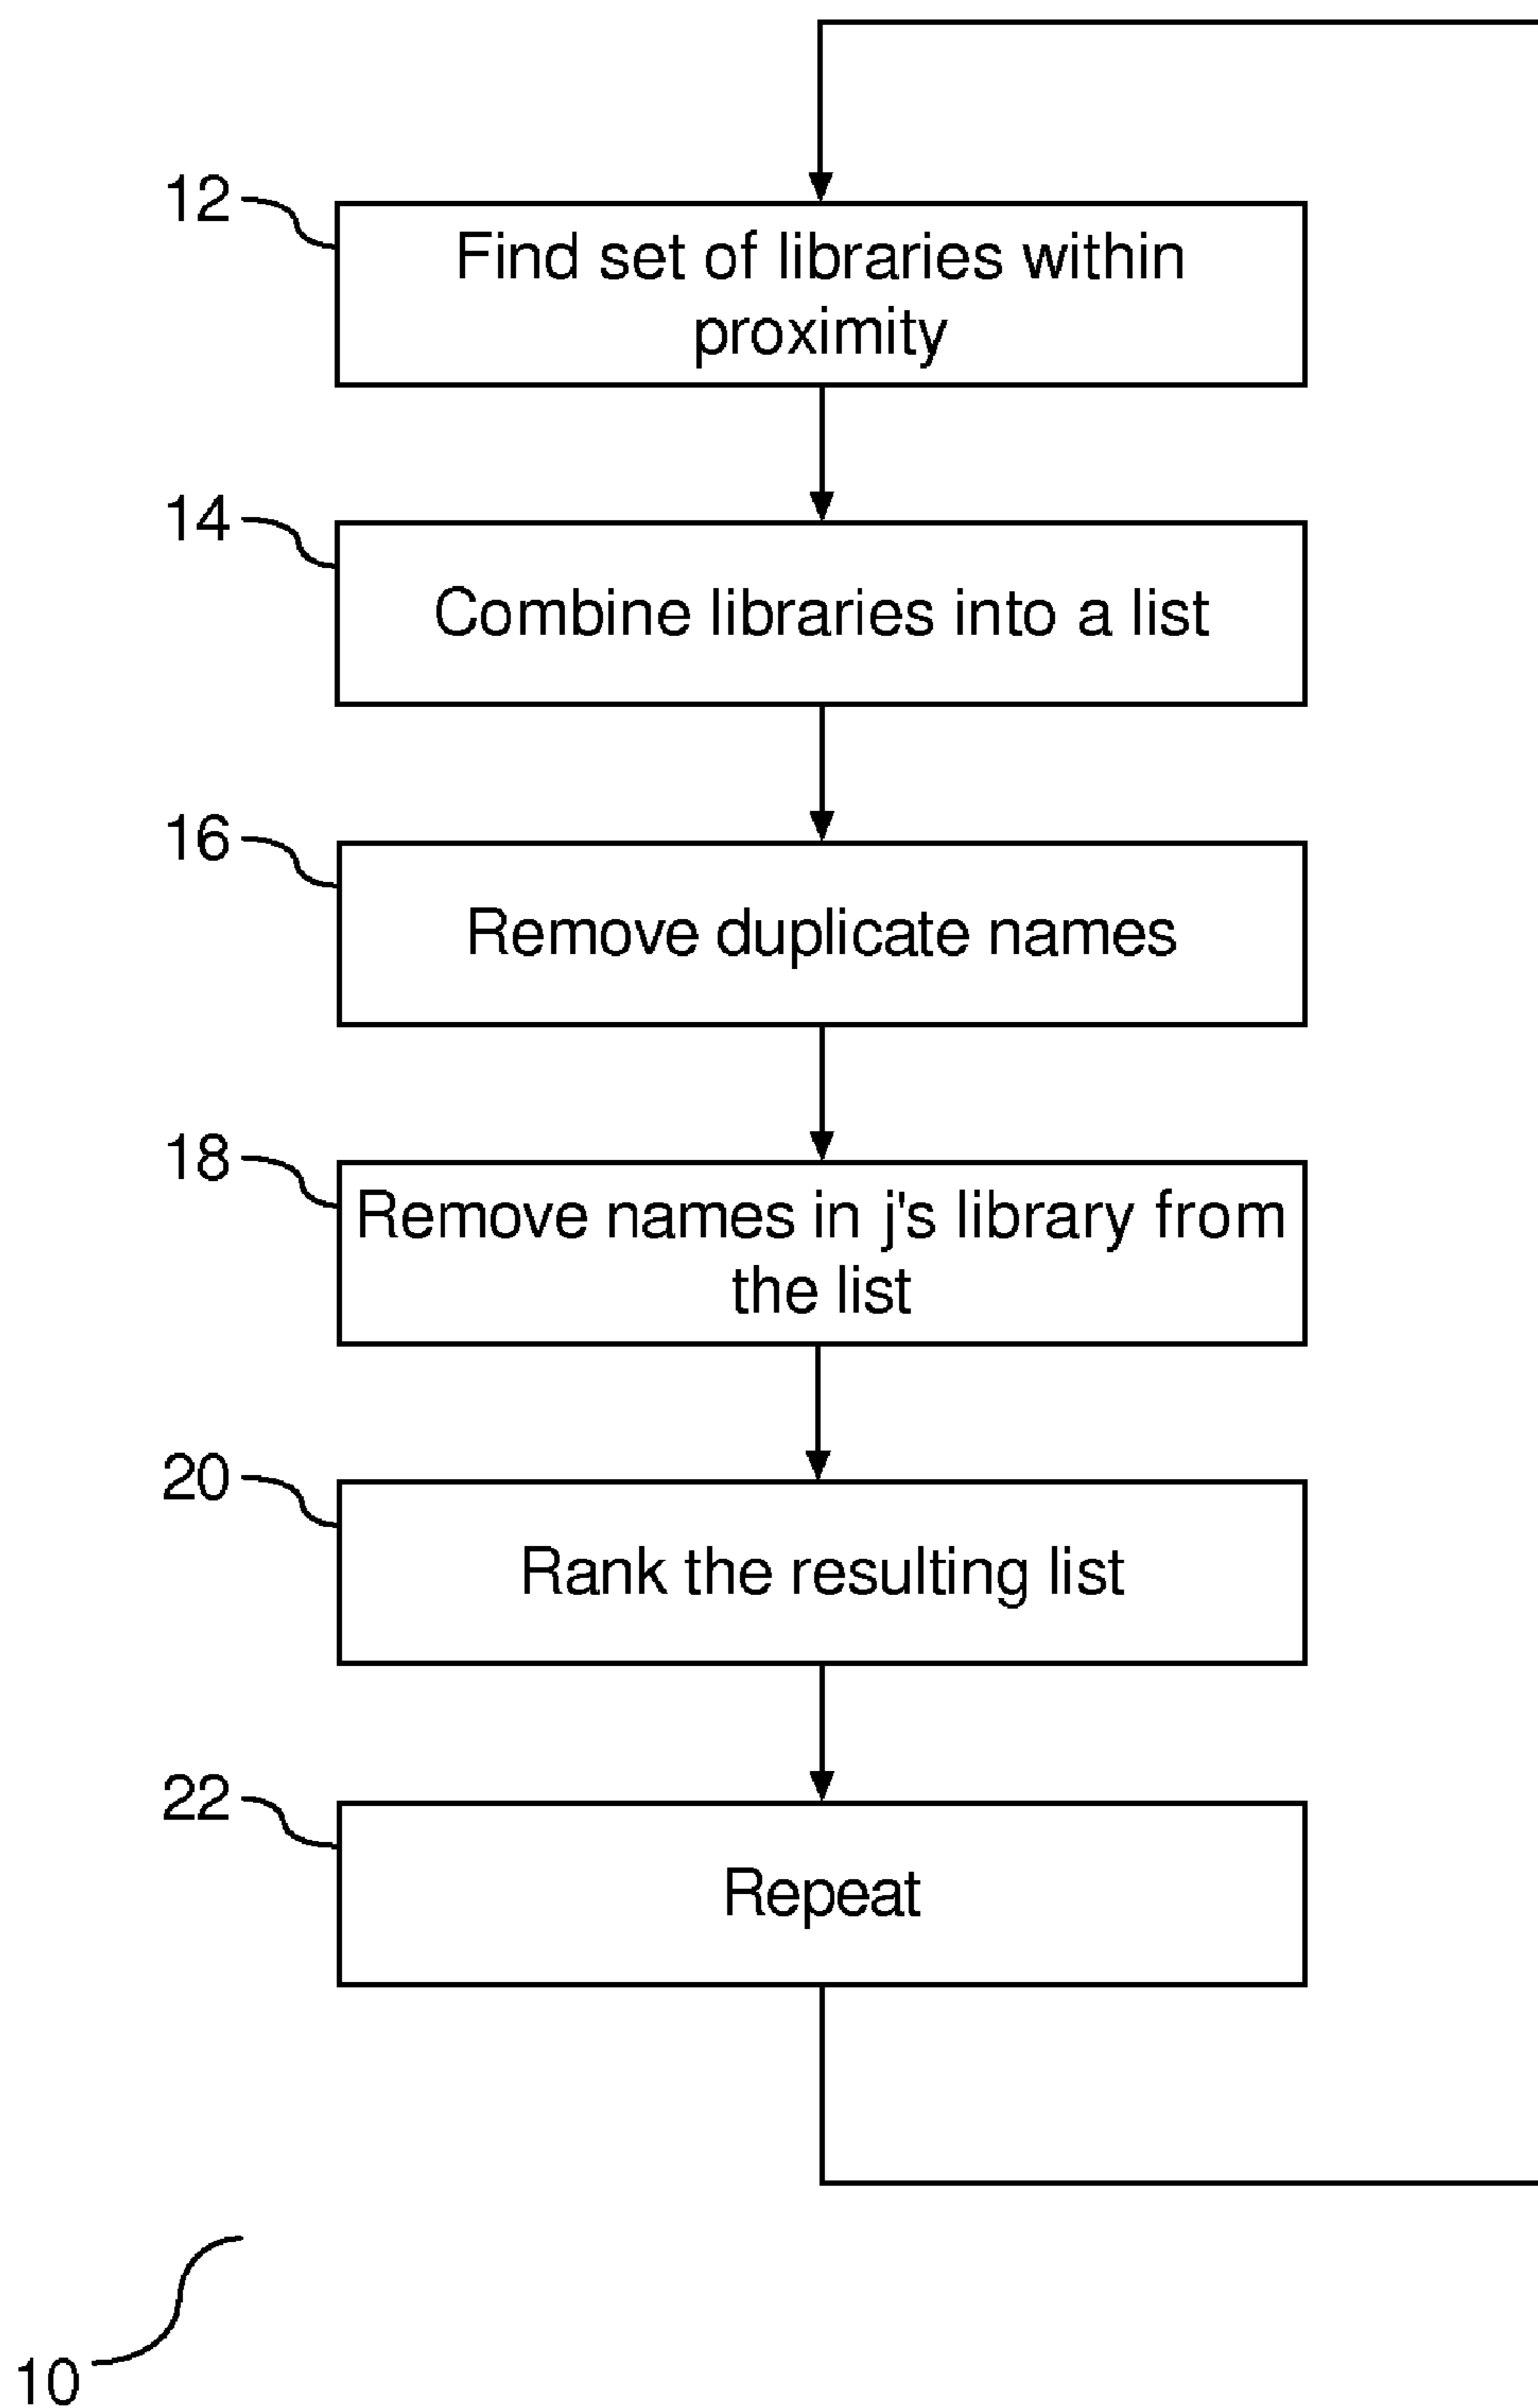 12
Find set of libraries within
proximity
14
Combine libraries into a list
16
Remove duplicate names
18
Remove names in j's library from
the list
20
Rank the resulting list
22
Repeat
10